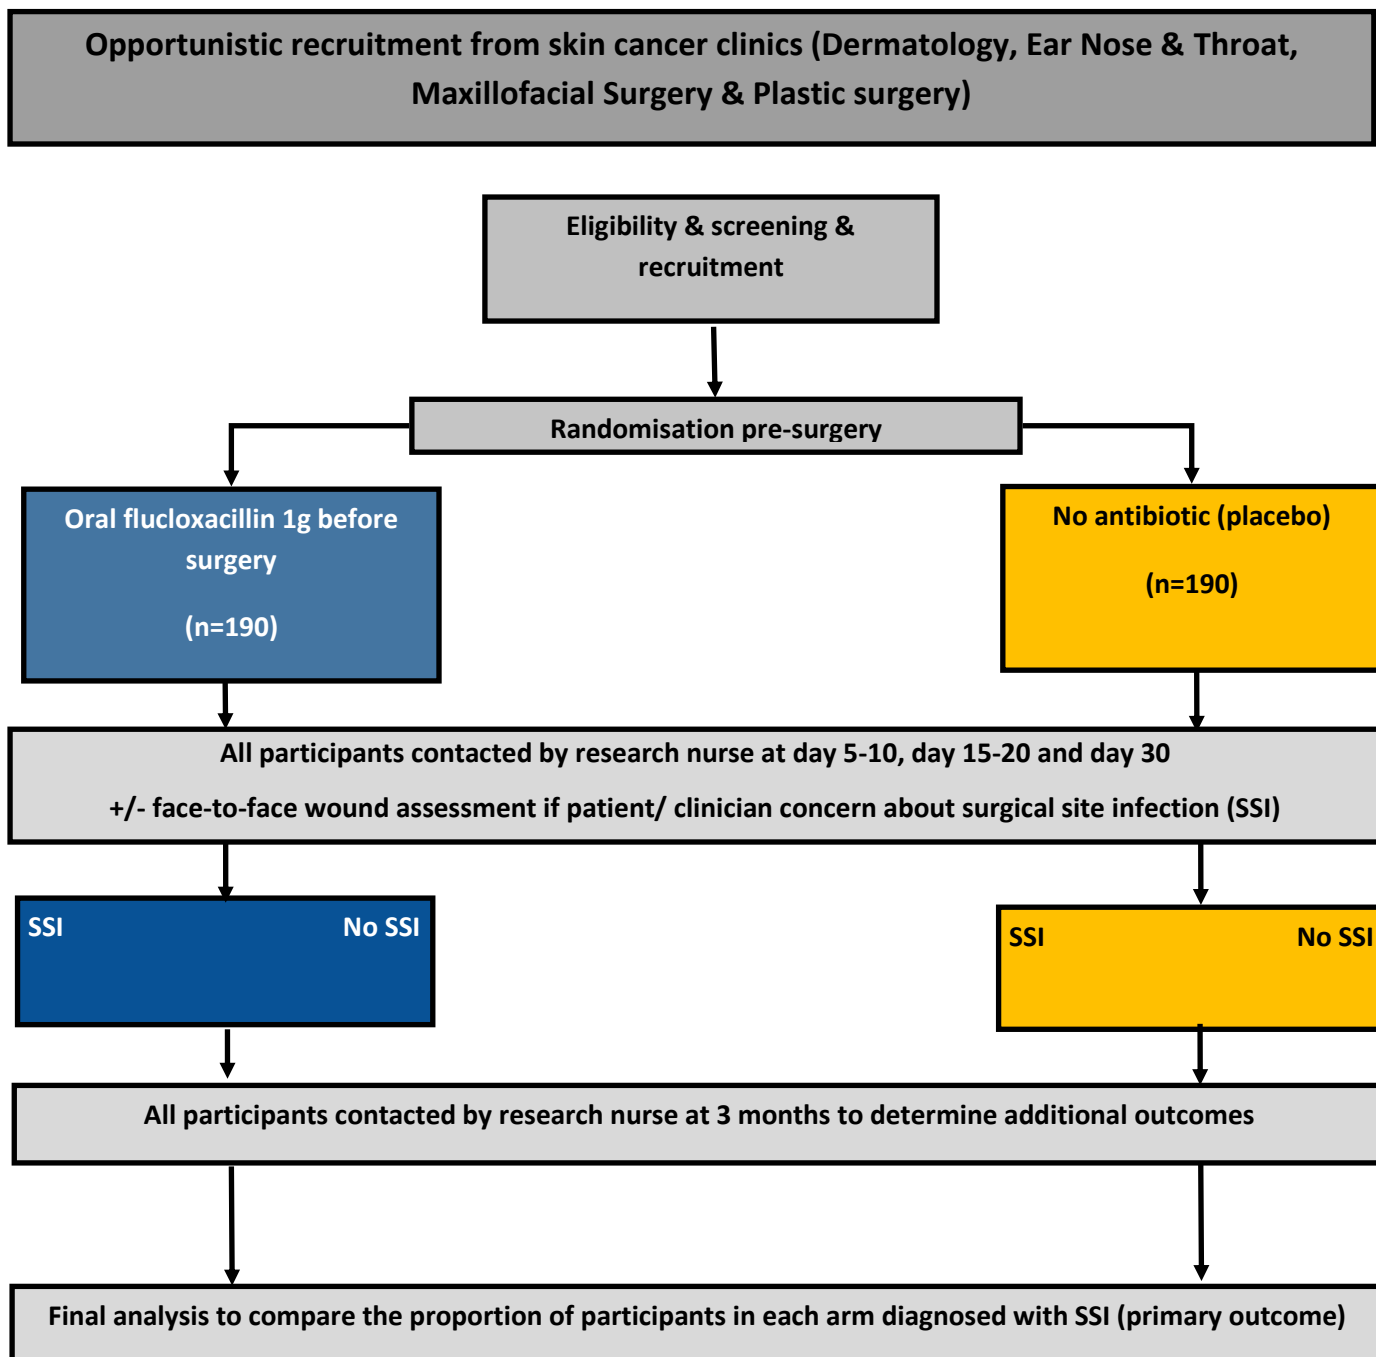 Opportunistic recruitment from skin cancer clinics (Dermatology, Ear Nose & Throat,
Maxillofacial Surgery & Plastic surgery)
Eligibility & screening &
recruitment
Randomisation pre-surgery
Oral flucloxacillin 1g before
surgery
(n=190)
No antibiotic (placebo)
(n=190)
All participants contacted by research nurse at day 5-10, day 15-20 and day 30
+/- face-to-face wound assessment if patient/ clinician concern about surgical site infection (SSI)
SSI No SSI
SSI No SSI
All participants contacted by research nurse at 3 months to determine additional outcomes
Final analysis to compare the proportion of participants in each arm diagnosed with SSI (primary outcome)